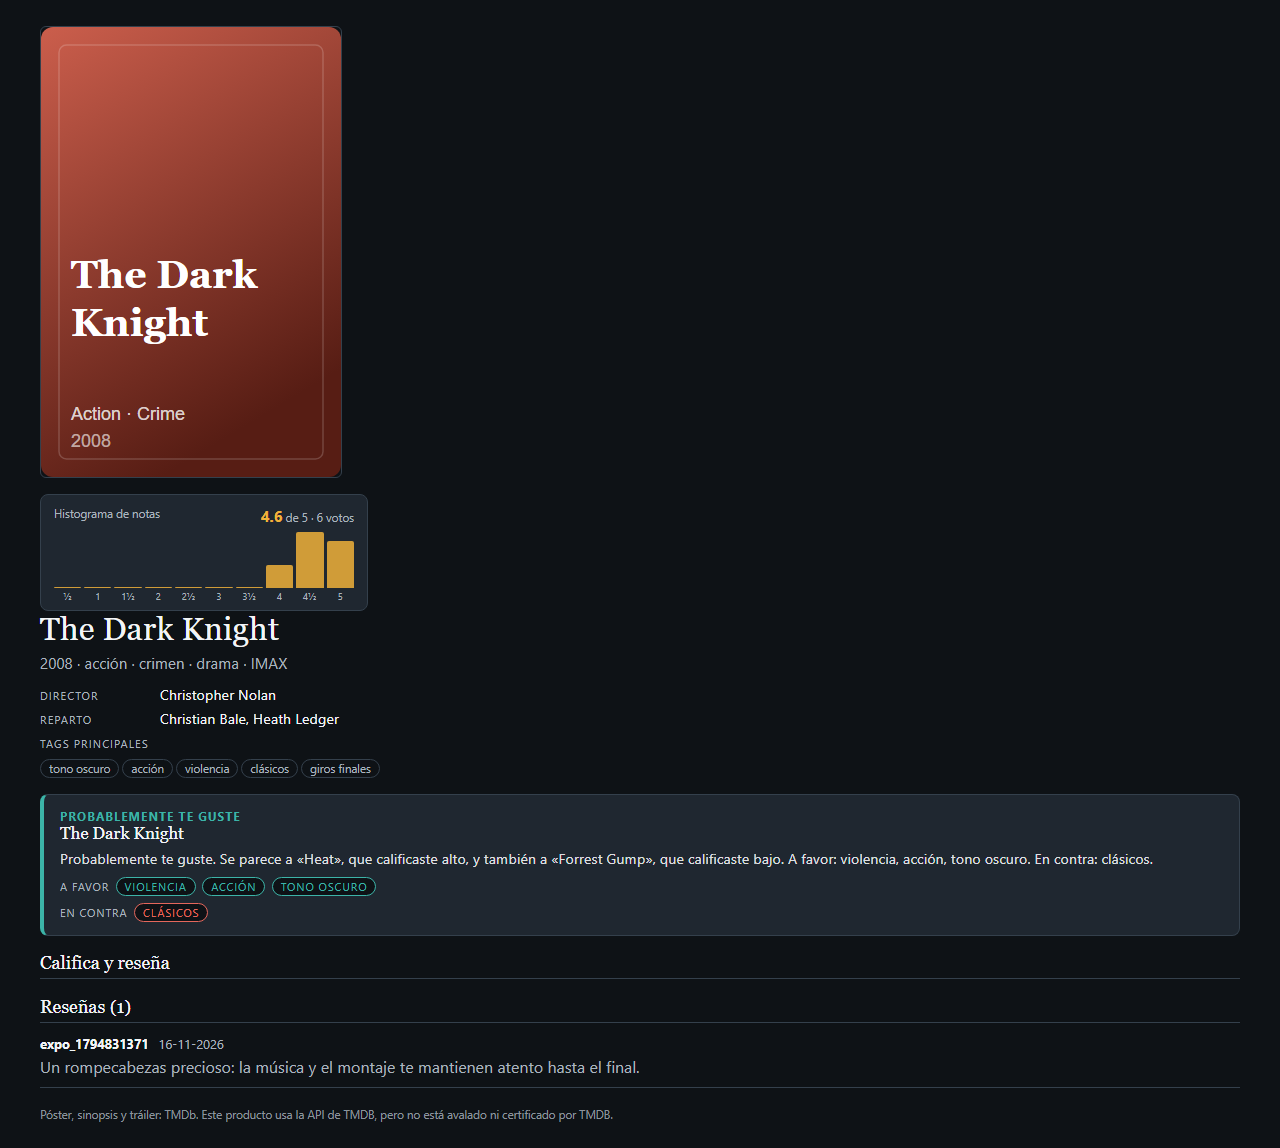 The Dark
Knight
Action · Crime
2008
Histograma de notas
4.6 de 5 · 6 votos
½ 1 1½ 2 2½ 3 3½ 4 4½ 5
The Dark Knight
2008 · acción · crimen · drama · IMAX
DIRECTOR Christopher Nolan
REPARTO Christian Bale, Heath Ledger
TAGS PRINCIPALES
tono oscuro acción violencia clásicos giros finales
PROBABLEMENTE TE GUSTE
The Dark Knight
Probablemente te guste. Se parece a «Heat», que calificaste alto, y también a «Forrest Gump», que calificaste bajo. A favor: violencia, acción, tono oscuro. En contra: clásicos.
A FAVOR VIOLENCIA ACCIÓN TONO OSCURO
EN CONTRA CLÁSICOS
Califica y reseña
Reseñas (1)
expo_1794831371 16-11-2026
Un rompecabezas precioso: la música y el montaje te mantienen atento hasta el final.
Póster, sinopsis y tráiler: TMDb. Este producto usa la API de TMDB, pero no está avalado ni certificado por TMDB.